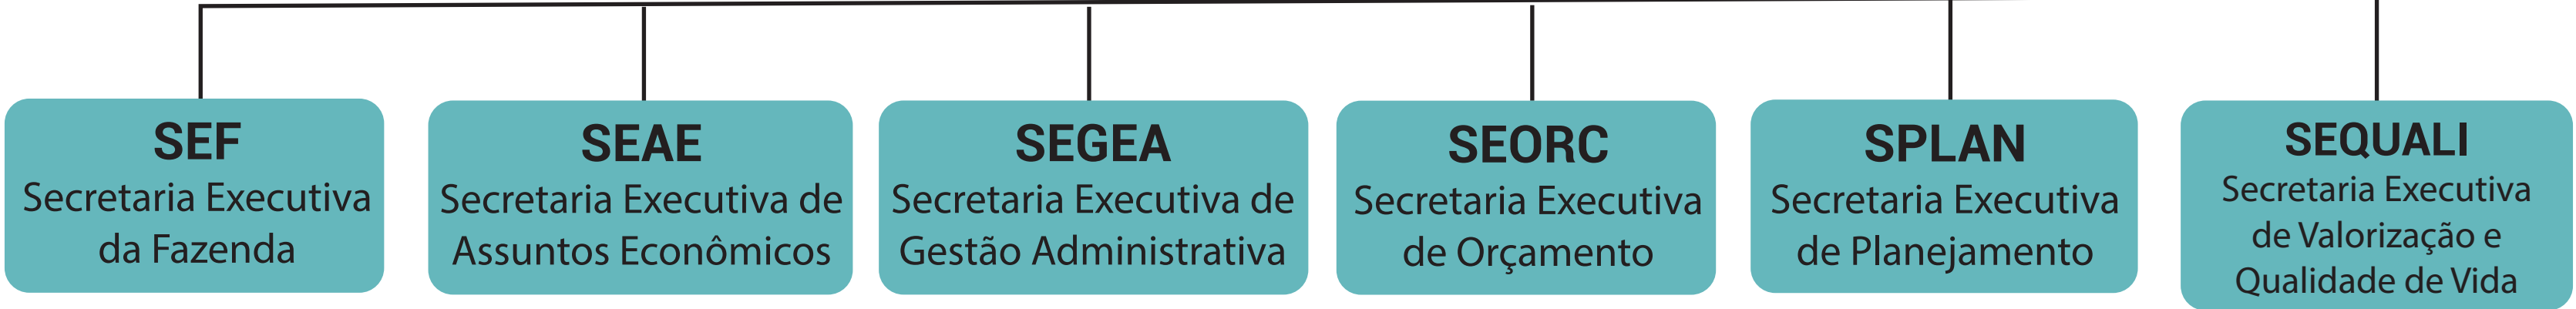 SEF
Secretaria Executiva
da Fazenda
SEAE
Secretaria Executiva de
Assuntos Econômicos
SEGEA
Secretaria Executiva de
Gestão Administrativa
SEORC
Secretaria Executiva
de Orçamento
SPLAN
Secretaria Executiva
de Planejamento
SEQUALI
Secretaria Executiva
de Valorização e
Qualidade de Vida